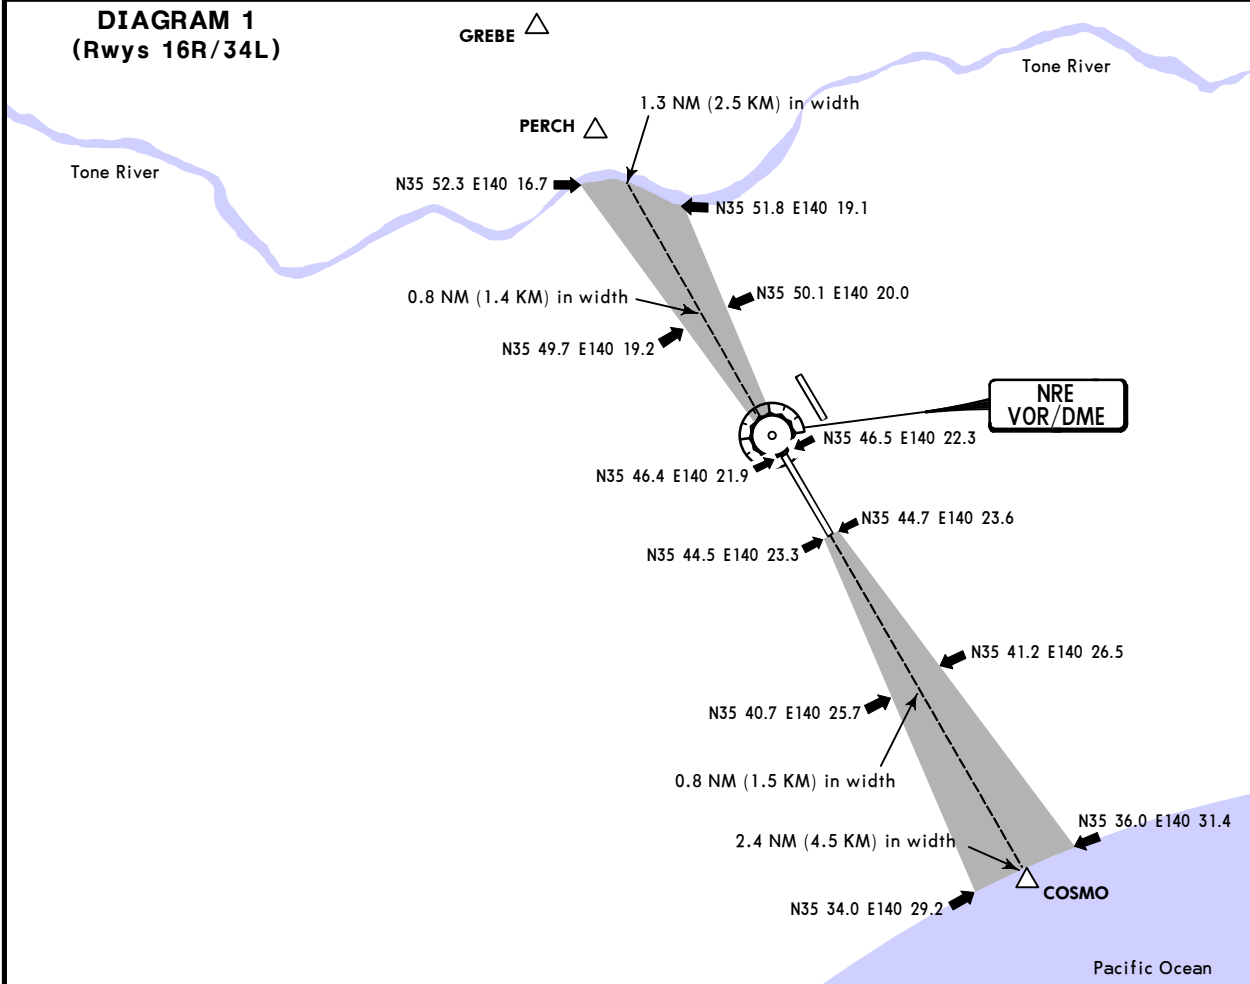 DIAGRAM 1
(Rwys 16R/34L)
GREBE
Tone River
1.3 NM (2.5 KM) in width
PERCH
Tone River
N35 52.3 E140 16.7
N35 51.8 E140 19.1
0.8 NM (1.4 KM) in width
N35 50.1 E140 20.0
N35 49.7 E140 19.2
NRE
VOR/DME
N35 46.5 E140 22.3
N35 46.4 E140 21.9
N35 44.7 E140 23.6
N35 44.5 E140 23.3
N35 41.2 E140 26.5
N35 40.7 E140 25.7
0.8 NM (1.5 KM) in width
N35 36.0 E140 31.4
2.4 NM (4.5 KM) in width
COSMO
N35 34.0 E140 29.2
Pacific Ocean